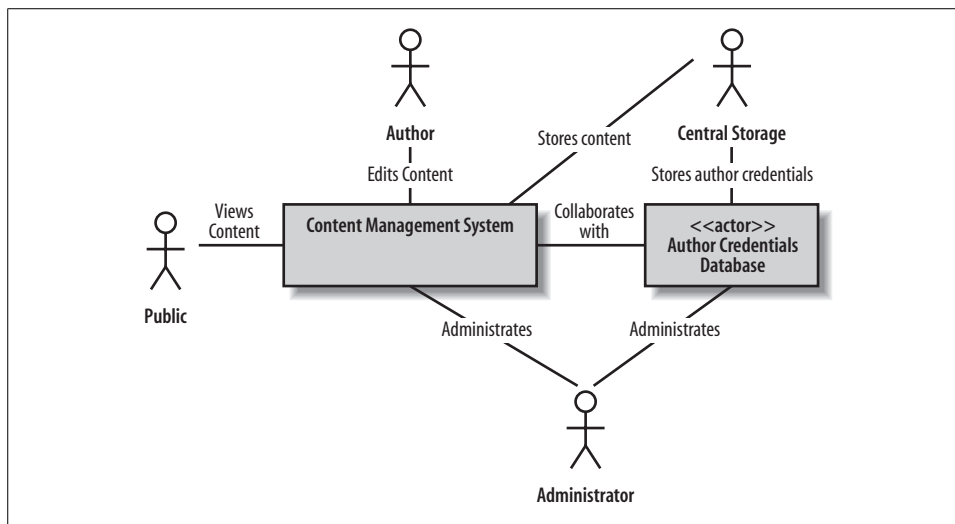 Author
Central Storage
Stores content
Edits Content
Stores author credentials
Views
Content
Content Management System
Collaborates
with
<<actor>>
Author Credentials
Database
Public
Administrates
Administrates
Administrator